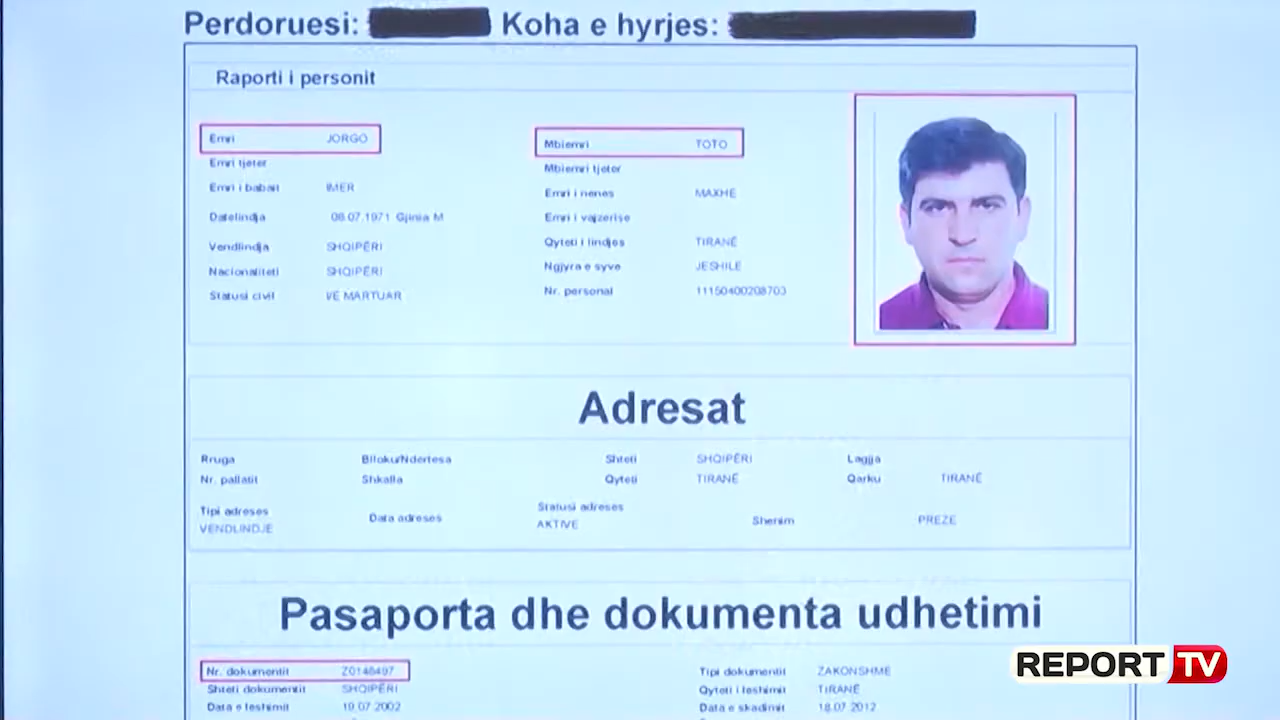 Perdoruesi: Koha e hyrjes:
Raporti i personit
Emri JORGO Mbiemri TOTO
Emri tjeter Mbiemri tjeter
Emri i babait IMER Emri i nenes MAXHE
Datelindja 08.07.1971 Gjinia M Emri i vajzerise
Vendlindja SHQIPËRI Qyteti i lindjes TIRANË
Nacionaliteti SHQIPËRI Ngjyra e syve JESHILE
Statusi civil I/E MARTUAR Nr. personal 11150400208703
Adresat
Rruga Blloku/Ndertesa Shteti SHQIPËRI Lagjja
Nr. pallatit Shkalla Qyteti TIRANË Qarku TIRANË
Tipi adreses Data adreses Statusi adreses Shenim PREZE
VENDLINDJE AKTIVE
Pasaporta dhe dokumenta udhetimi
Nr. dokumentit Z0148497 Tipi dokumentit ZAKONSHME
Shteti dokumentit SHQIPËRI Qyteti i leshimit TIRANË
Data e leshimit 19.07.2002 Data e skadimit 18.07.2012
REPORT TV